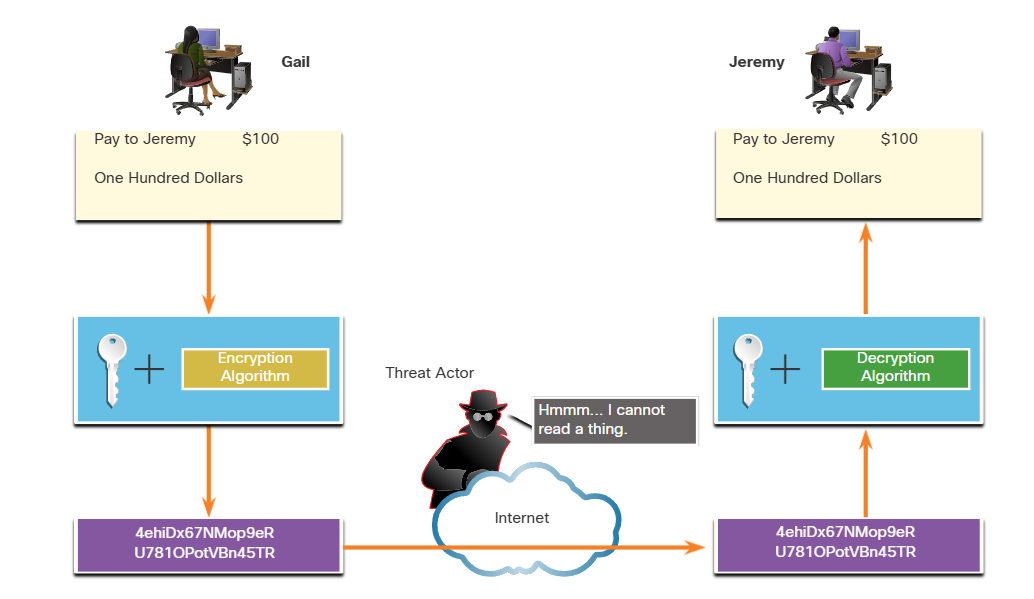 Gail
Jeremy
Pay to Jeremy $100
One Hundred Dollars
Pay to Jeremy $100
One Hundred Dollars
Encryption
Algorithm
Decryption
Algorithm
Threat Actor
Hmmm... I cannot
read a thing.
Internet
4ehiDx67NMop9eR
U781OPotVBn45TR
4ehiDx67NMop9eR
U781OPotVBn45TR